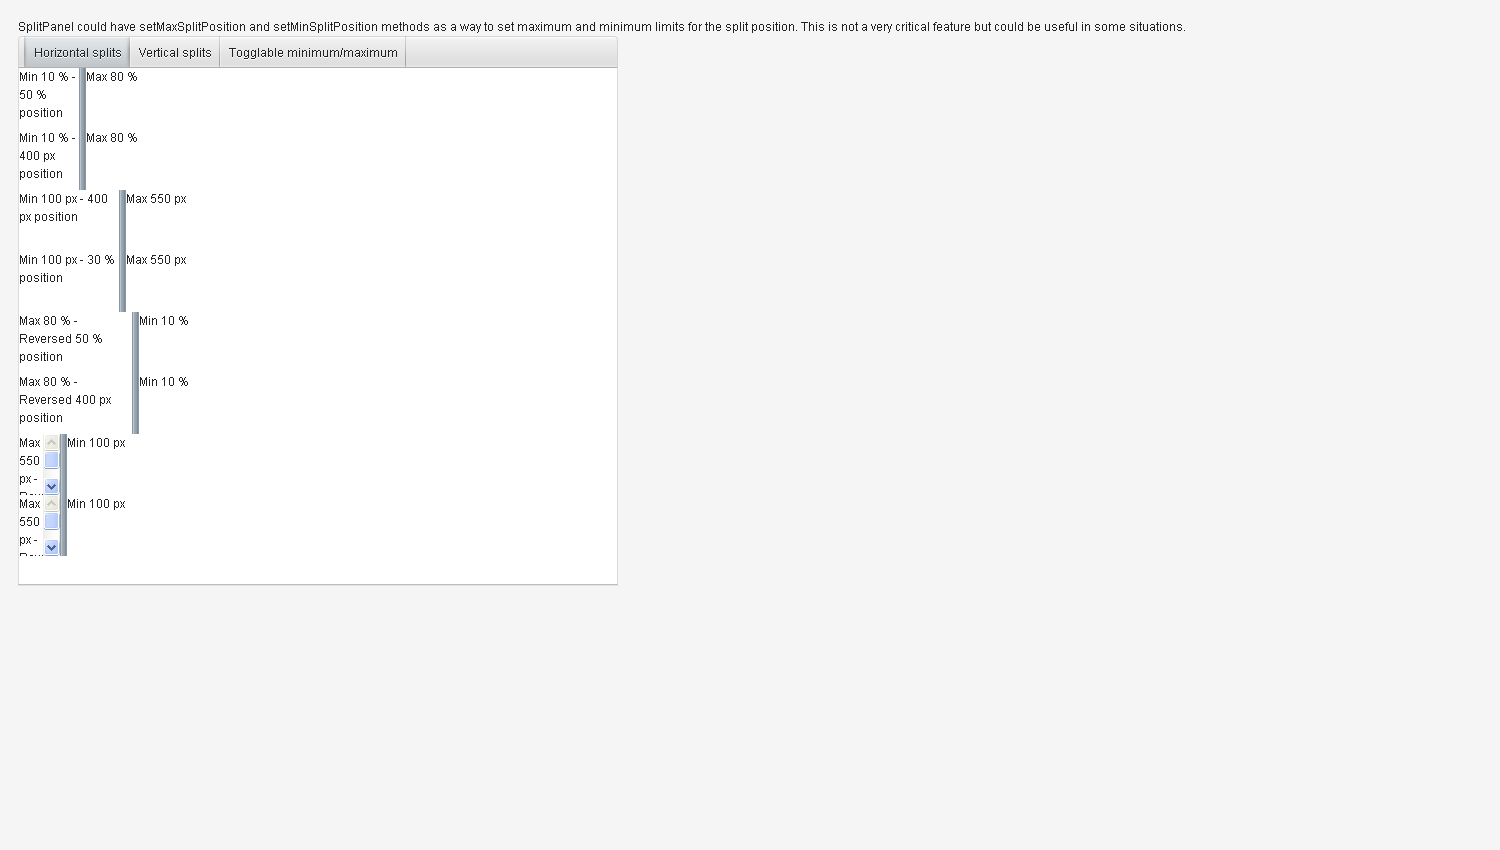 SplitPanel could have setMaxSplitPosition and setMinSplitPosition methods as a way to set maximum and minimum limits for the split position. This is not a very critical feature but could be useful in some situations.
Horizontal splits Vertical splits Togglable minimum/maximum
Min 10 % - Max 80 %
50 %
position
Min 10 % - Max 80 %
400 px
position
Min 100 px - 400 Max 550 px
px position
Min 100 px - 30 % Max 550 px
position
Max 80 % - Min 10 %
Reversed 50 %
position
Max 80 % - Min 10 %
Reversed 400 px
position
Max Min 100 px
550
px -
Max Min 100 px
550
px -